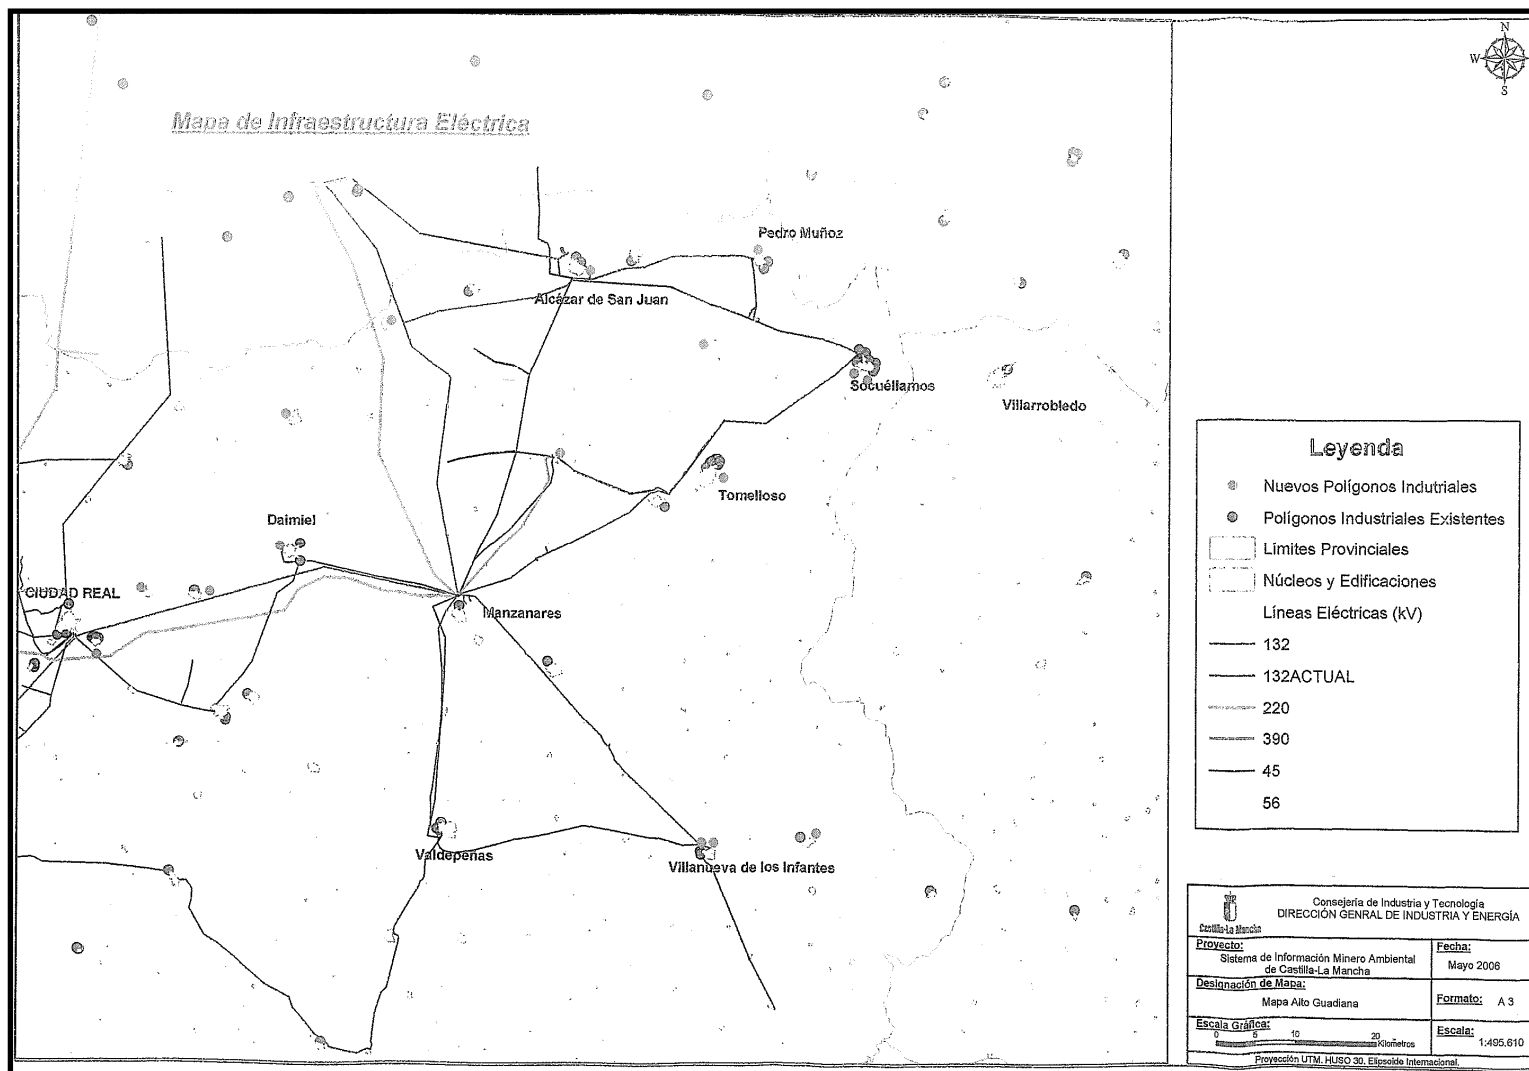 N
W
S
Mapa de Infraestructura Eléctrica
Pedro Muñoz
Alcázar de San Juan
Socuéllamos
Villarrobledo
Tomelloso
Daimiel
CIUDAD REAL
Manzanares
Valdepeñas
Villanueva de los Infantes
Leyenda
Nuevos Polígonos Indutriales
Polígonos Industriales Existentes
Límites Provinciales
Núcleos y Edificaciones
Líneas Eléctricas (kV)
132
132ACTUAL
220
390
45
56
Castilla-La Mancha
Consejería de Industria y Tecnología
DIRECCIÓN GENRAL DE INDUSTRIA Y ENERGÍA
Proyecto:
Sistema de Información Minero Ambiental
de Castilla-La Mancha
Fecha:
Mayo 2006
Designación de Mapa:
Mapa Alto Guadiana
Formato: A 3
Escala Gráfica:
0 5 10 20
Kilometros
Escala:
1:495.610
Proyección UTM. HUSO 30. Elipsoide Internacional.